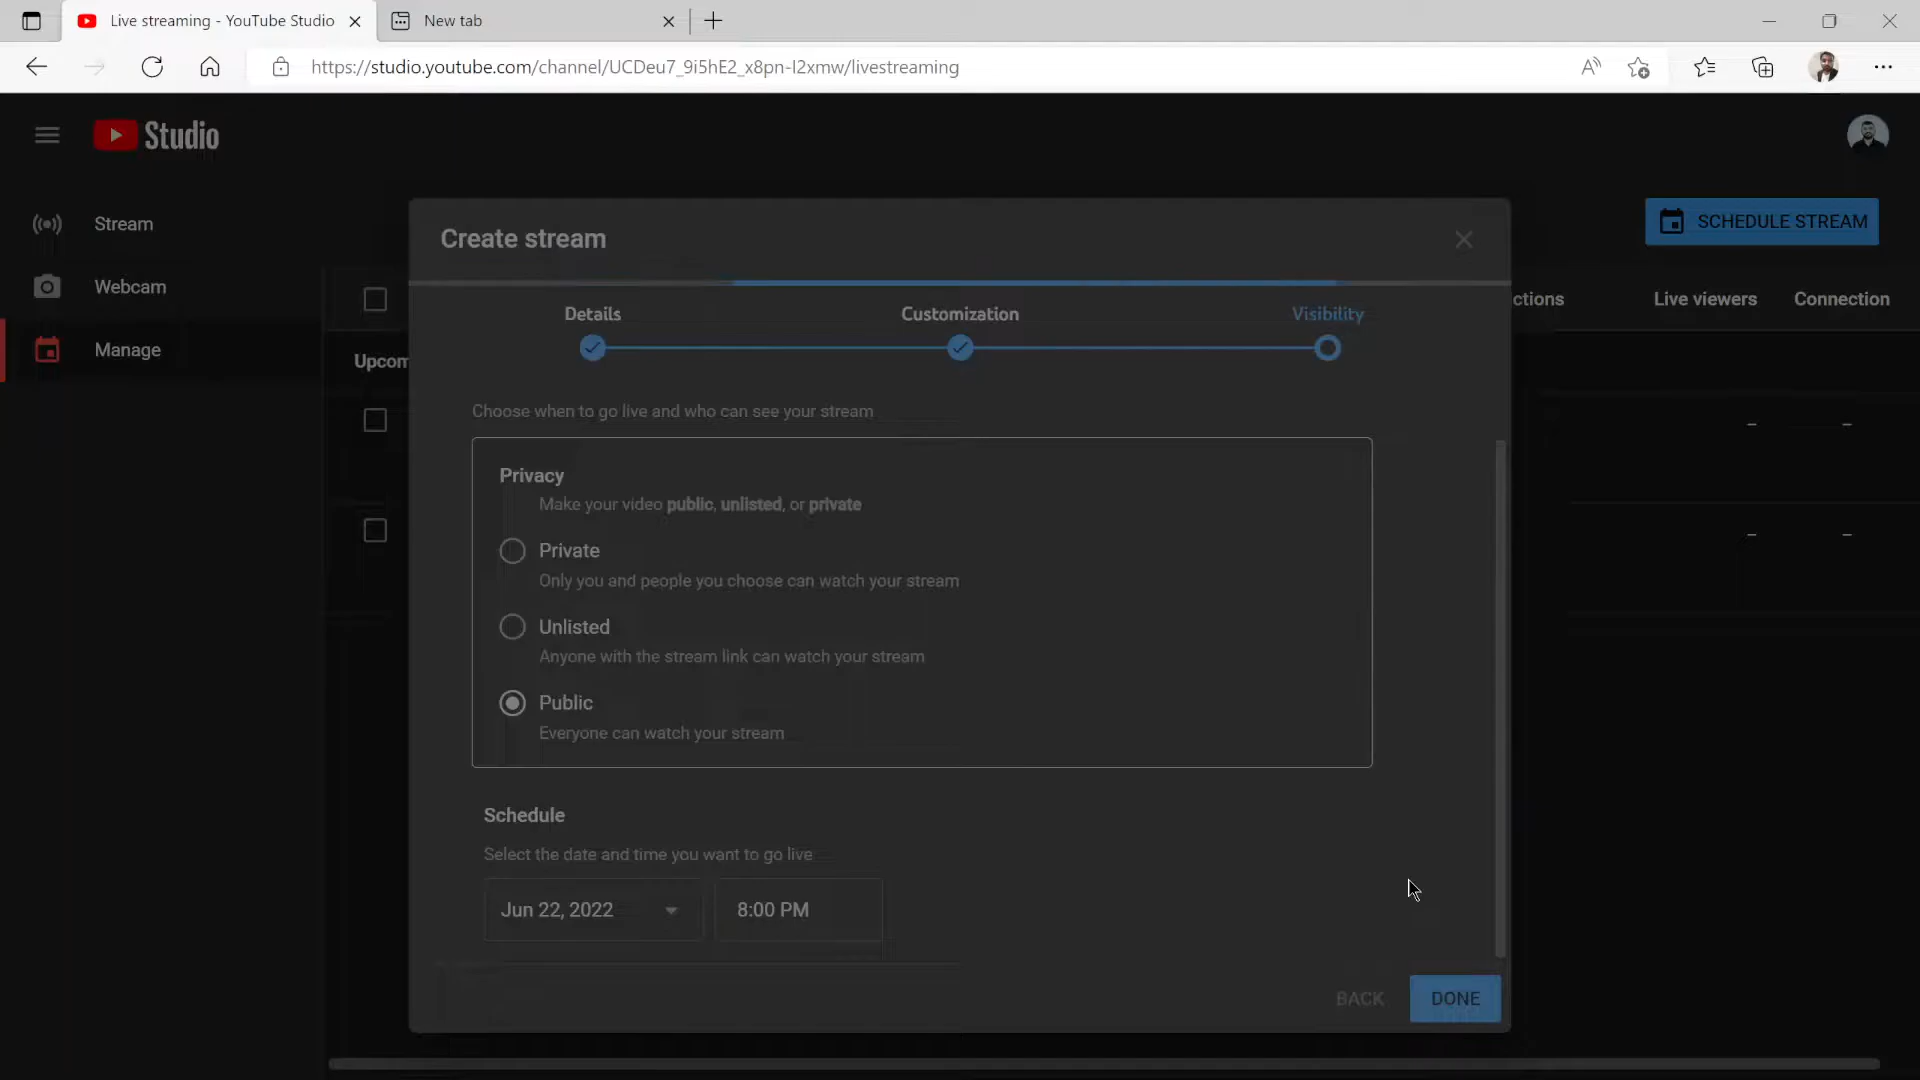 Live streaming - YouTube Studio
New tab
https://studio.youtube.com/channel/UCDeu7_9i5hE2_x8pn-I2xmw/livestreaming
Studio
Stream
Webcam
Manage
SCHEDULE STREAM
ctions
Live viewers
Connection
Upcom
Create stream
Details
Customization
Visibility
Choose when to go live and who can see your stream
Privacy
Make your video public, unlisted, or private
Private
Only you and people you choose can watch your stream
Unlisted
Anyone with the stream link can watch your stream
Public
Everyone can watch your stream
Schedule
Select the date and time you want to go live
Jun 22, 2022
8:00 PM
BACK
DONE